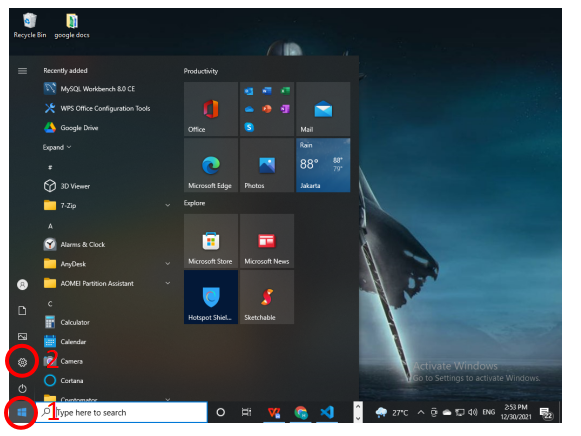 Recycle Bin
google docs
Recently added
MySQL Workbench 8.0 CE
WPS Office Configuration Tools
Google Drive
Expand
#
3D Viewer
7-Zip
A
Alarms & Clock
AnyDesk
AOMEI Partition Assistant
C
Calculator
Calendar
Camera
Cortana
Cryptomator
Productivity
Office
Mail
Microsoft Edge
Photos
Rain
88° 88°
79°
Jakarta
Explore
Microsoft Store
Microsoft News
Hotspot Shiel...
Sketchable
2
1
Activate Windows
Go to Settings to activate Windows.
Type here to search
27°C
ENG
2:53 PM
12/30/2021
22